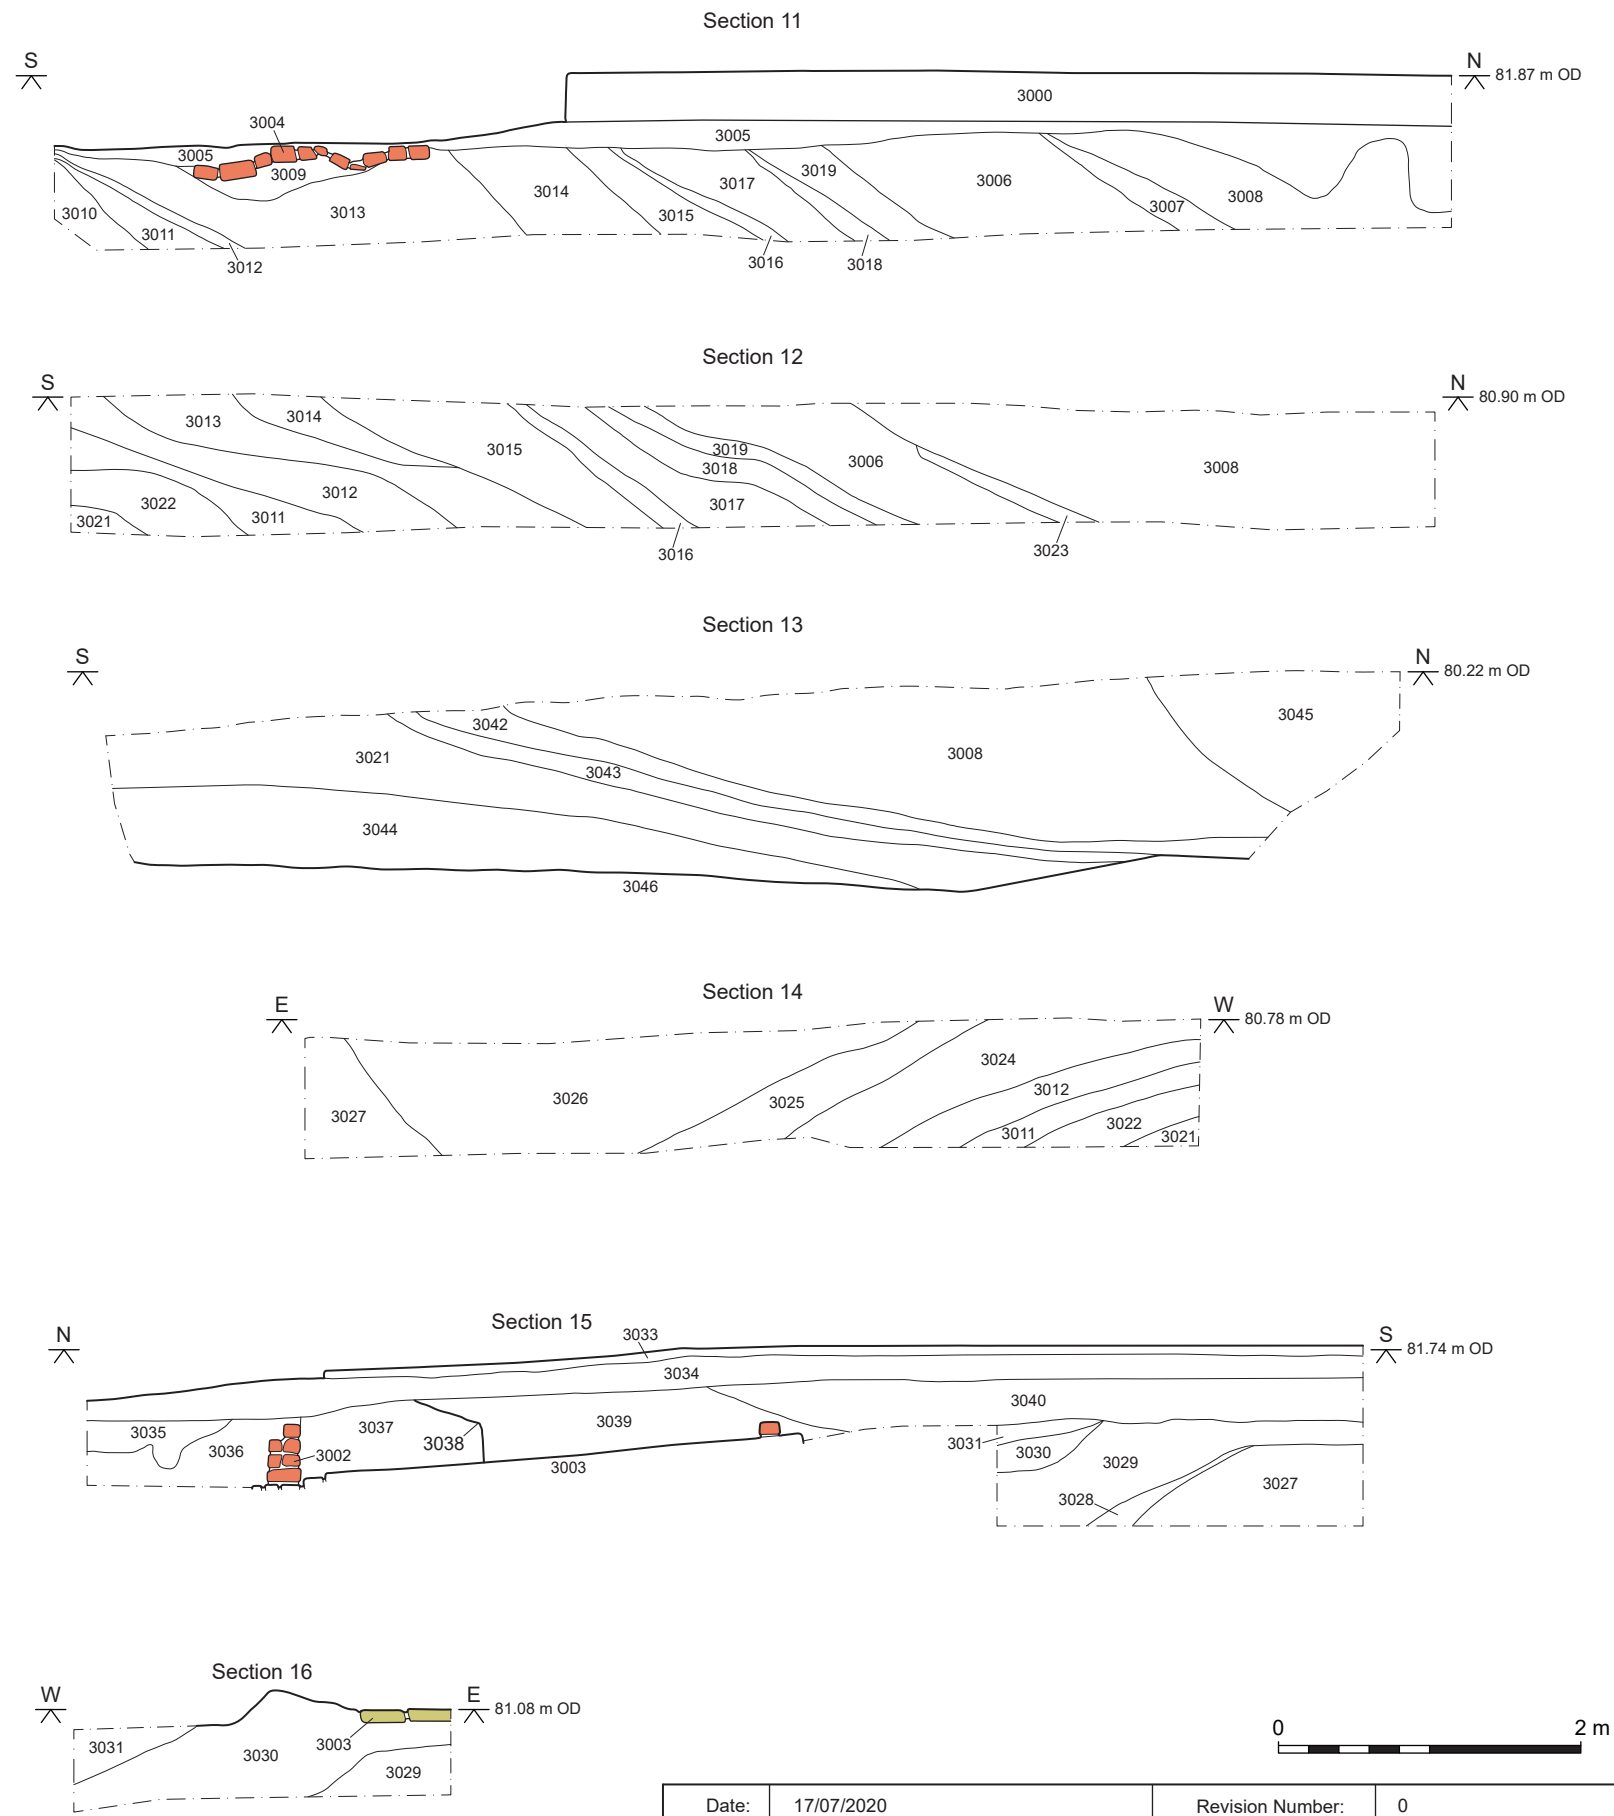 Section 11
S
N
81.87 m OD
3000
3004
3005
3005
3009
3019
3017
3006
3014
3013
3008
3010
3015
3007
3011
3012
3016
3018
Section 12
S
N
80.90 m OD
3013
3014
3015
3019
3006
3018
3008
3012
3022
3017
3021
3011
3016
3023
Section 13
S
N
80.22 m OD
3042
3045
3021
3043
3008
3044
3046
Section 14
E
W
80.78 m OD
3024
3012
3026
3025
3027
3022
3011
3021
Section 15
N
3033
S
81.74 m OD
3034
3040
3035
3037
3039
3036
3038
3031
3002
3030
3029
3003
3028
3027
Section 16
W
E
81.08 m OD
3031
3003
3030
3029
0
2 m
Date: 17/07/2020 Revision Number: 0